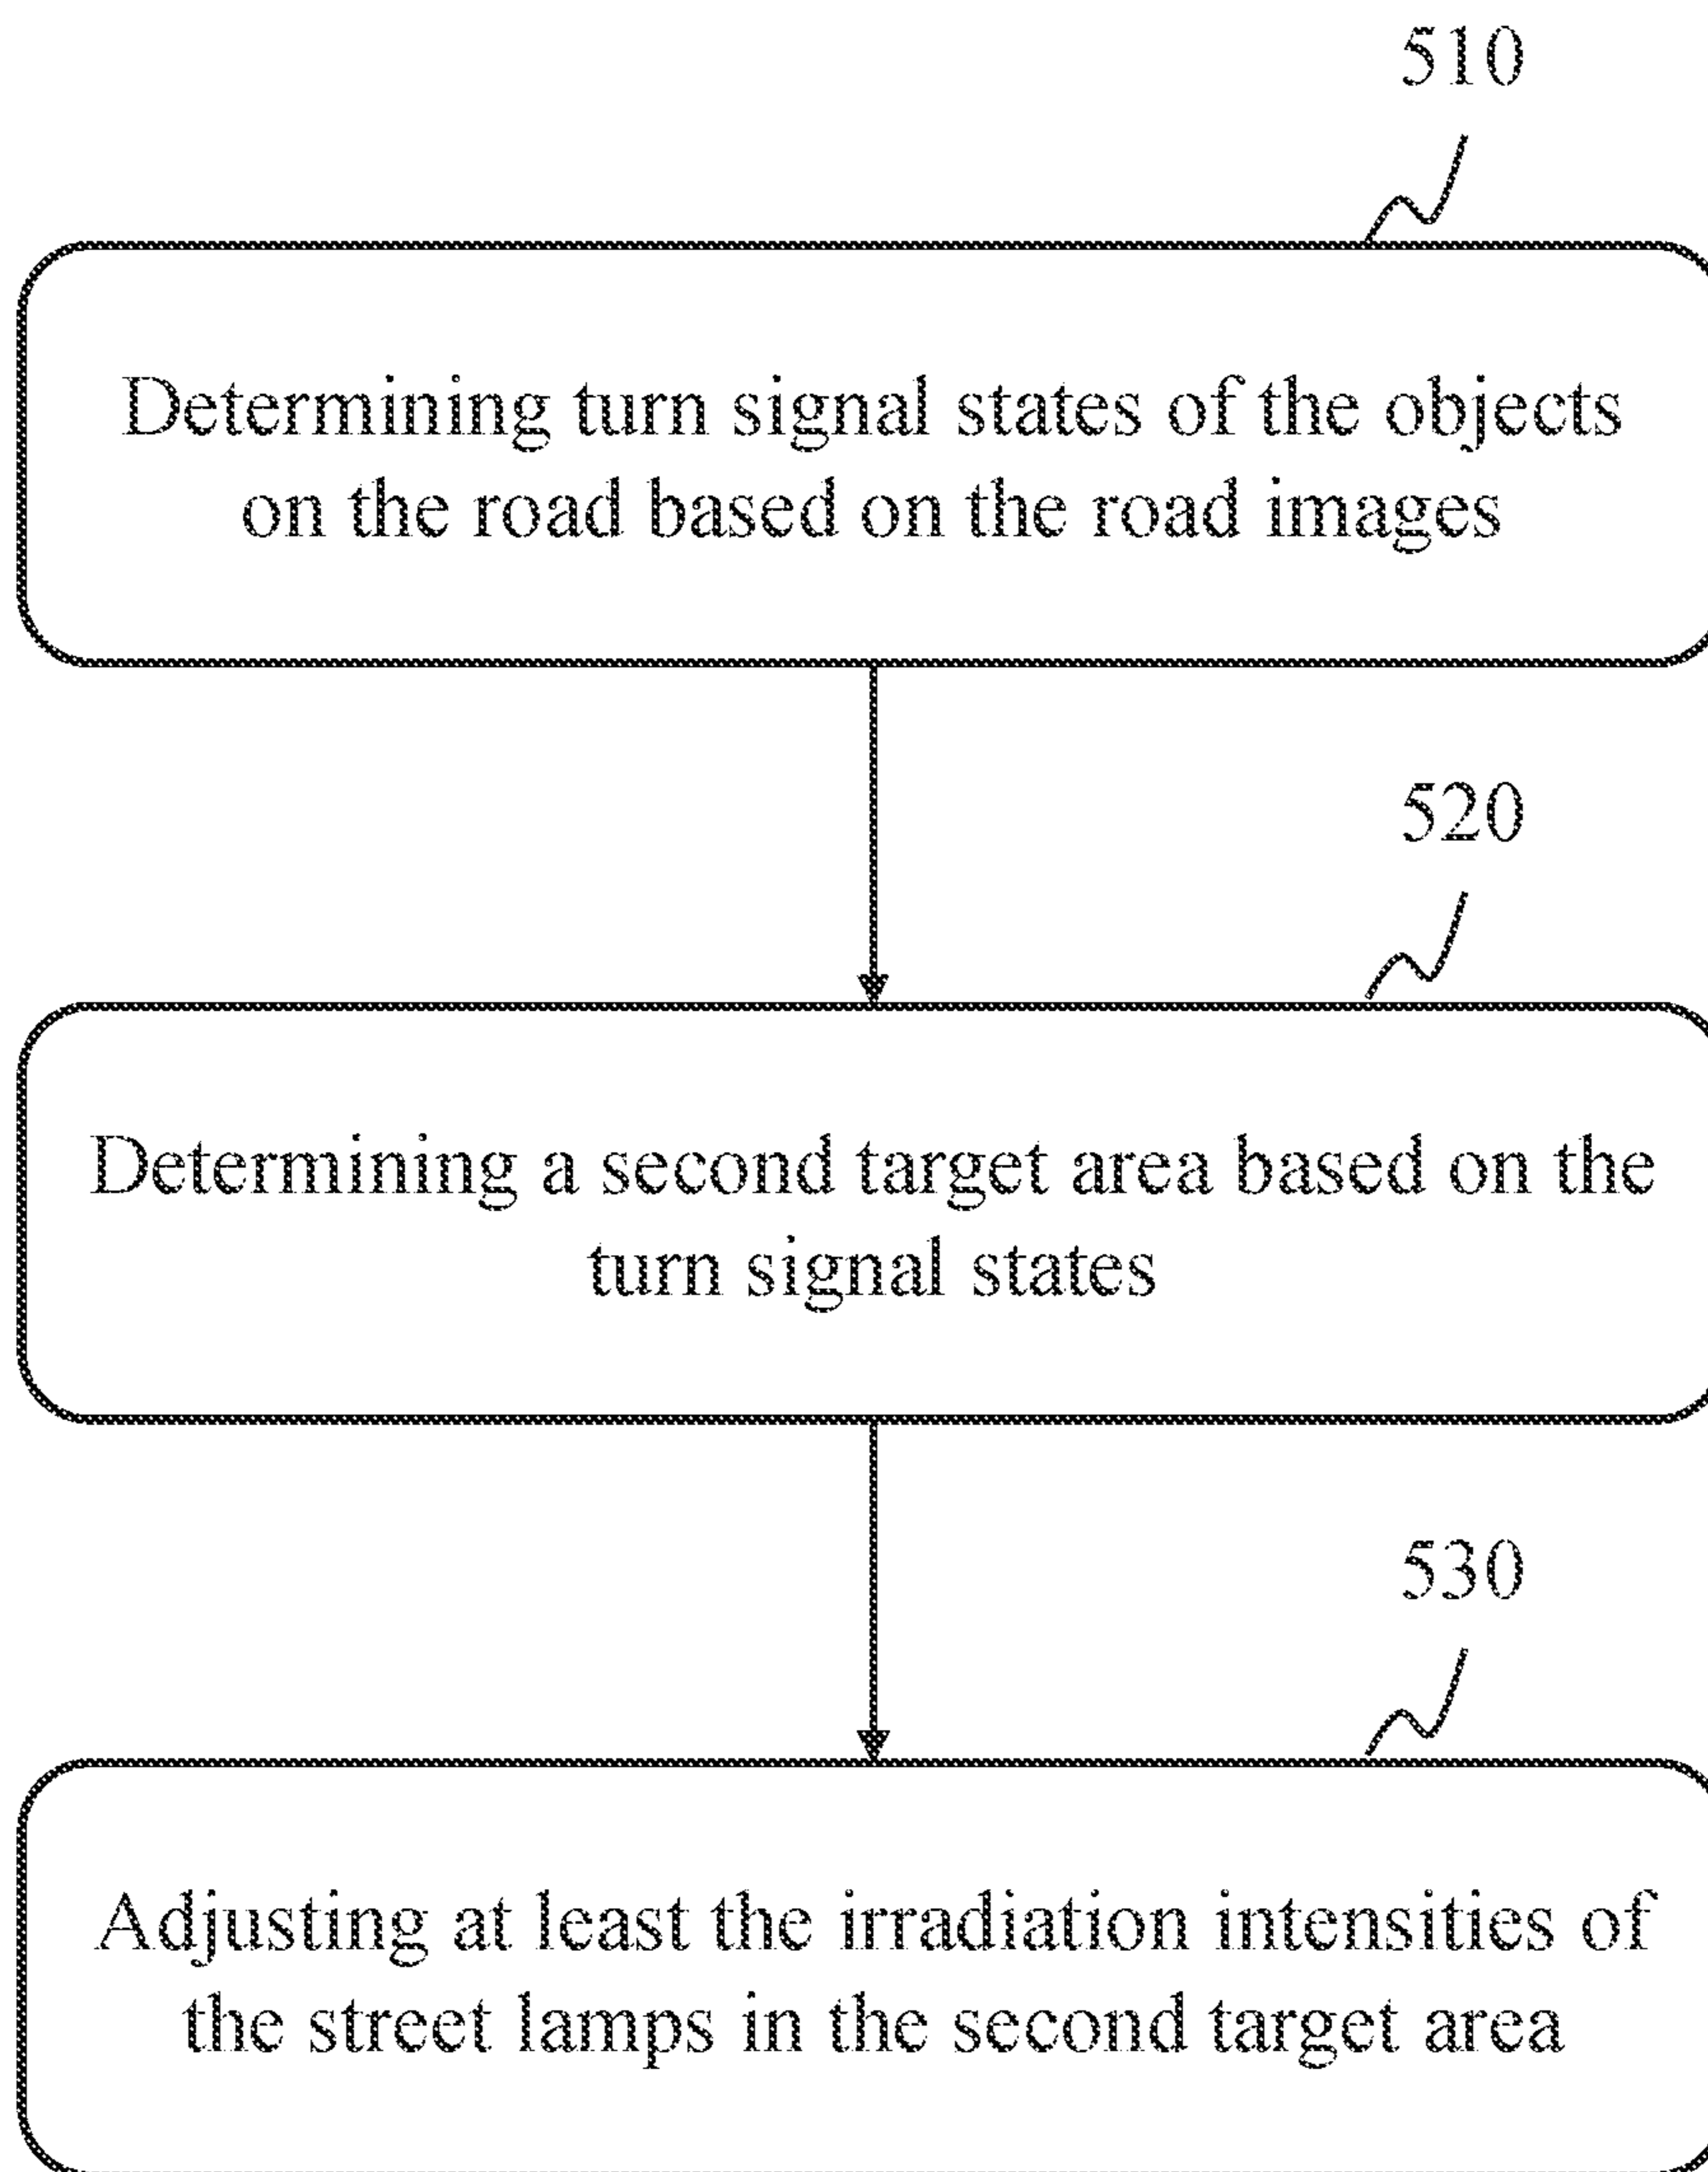 510
Determining turn signal states of the objects
on the road based on the road images
520
Determining a second target area based on the
turn signal states
530
Adjusting at least the irradiation intensities of
the street lamps in the second target area